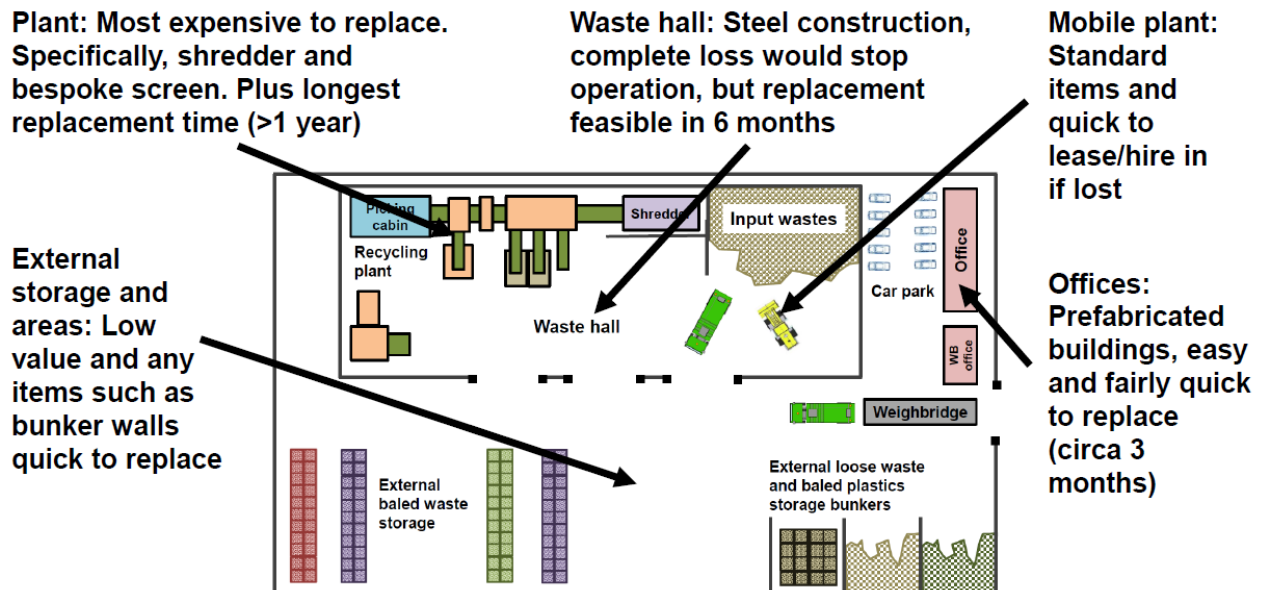 Plant: Most expensive to replace.
Specifically, shredder and
bespoke screen. Plus longest
replacement time (>1 year)
Waste hall: Steel construction,
complete loss would stop
operation, but replacement
feasible in 6 months
Mobile plant:
Standard
items and
quick to
lease/hire in
if lost
External
storage and
areas: Low
value and any
items such as
bunker walls
quick to replace
Offices:
Prefabricated
buildings, easy
and fairly quick
to replace
(circa 3
months)
Picking
cabin
Recycling
plant
Shredder
Input wastes
Waste hall
Car park
Office
WB
office
Weighbridge
External
baled waste
storage
External loose waste
and baled plastics
storage bunkers